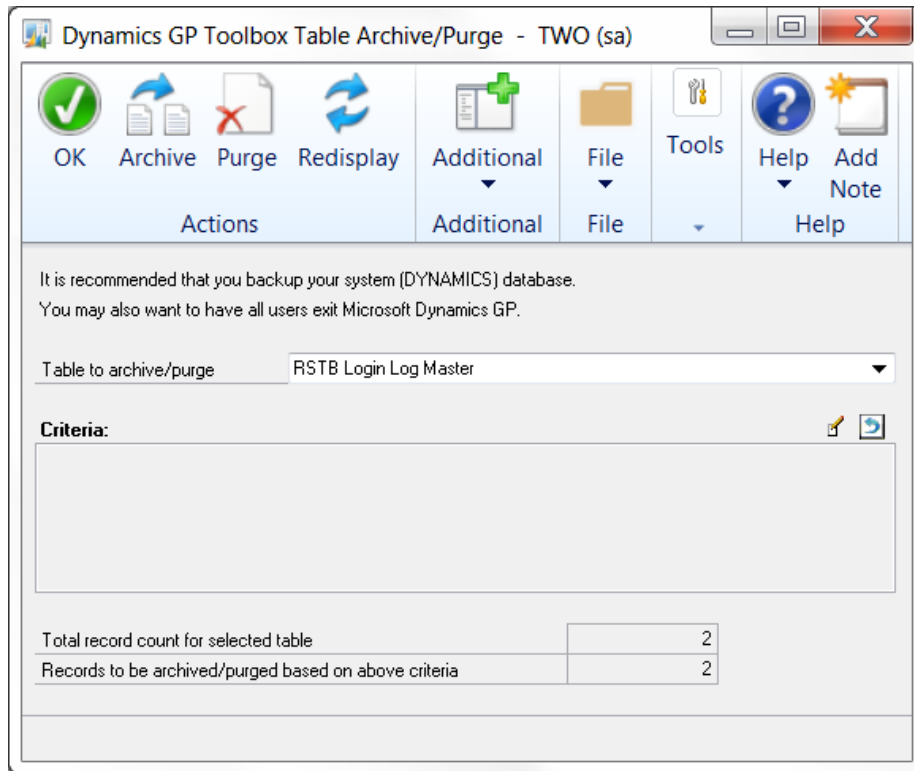 Dynamics GP Toolbox Table Archive/Purge - TWO (sa)
OK
Archive
Purge
Redisplay
Additional
File
Tools
Help
Add
Note
Actions
Additional
File
Help
It is recommended that you backup your system (DYNAMICS) database.
You may also want to have all users exit Microsoft Dynamics GP.
Table to archive/purge RSTB Login Log Master
Criteria:
Total record count for selected table 2
Records to be archived/purged based on above criteria 2